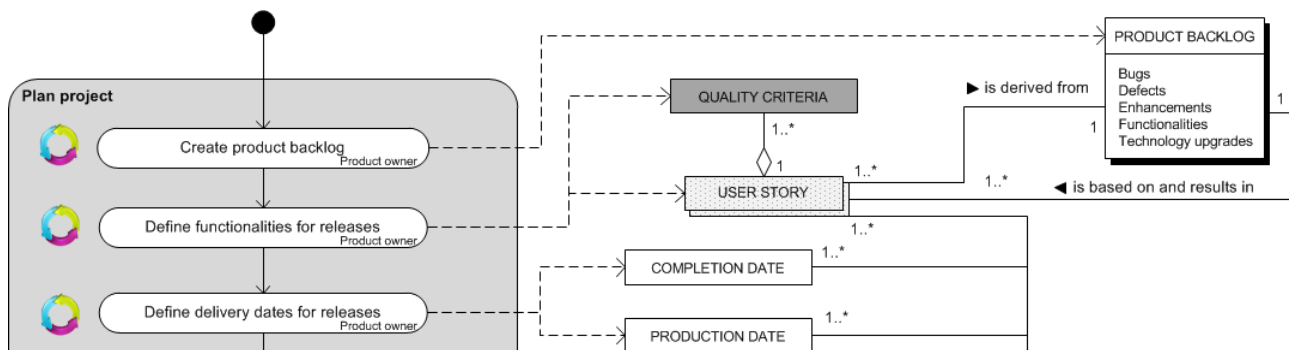 PRODUCT BACKLOG
Bugs
Defects
Enhancements
Functionalities
Technology upgrades
Plan project
QUALITY CRITERIA
► is derived from
1
1..*
1
Create product backlog
Product owner
1
1..*
1..*
USER STORY
◄ is based on and results in
Define functionalities for releases
Product owner
1..*
COMPLETION DATE
1..*
Define delivery dates for releases
Product owner
PRODUCTION DATE
1..*